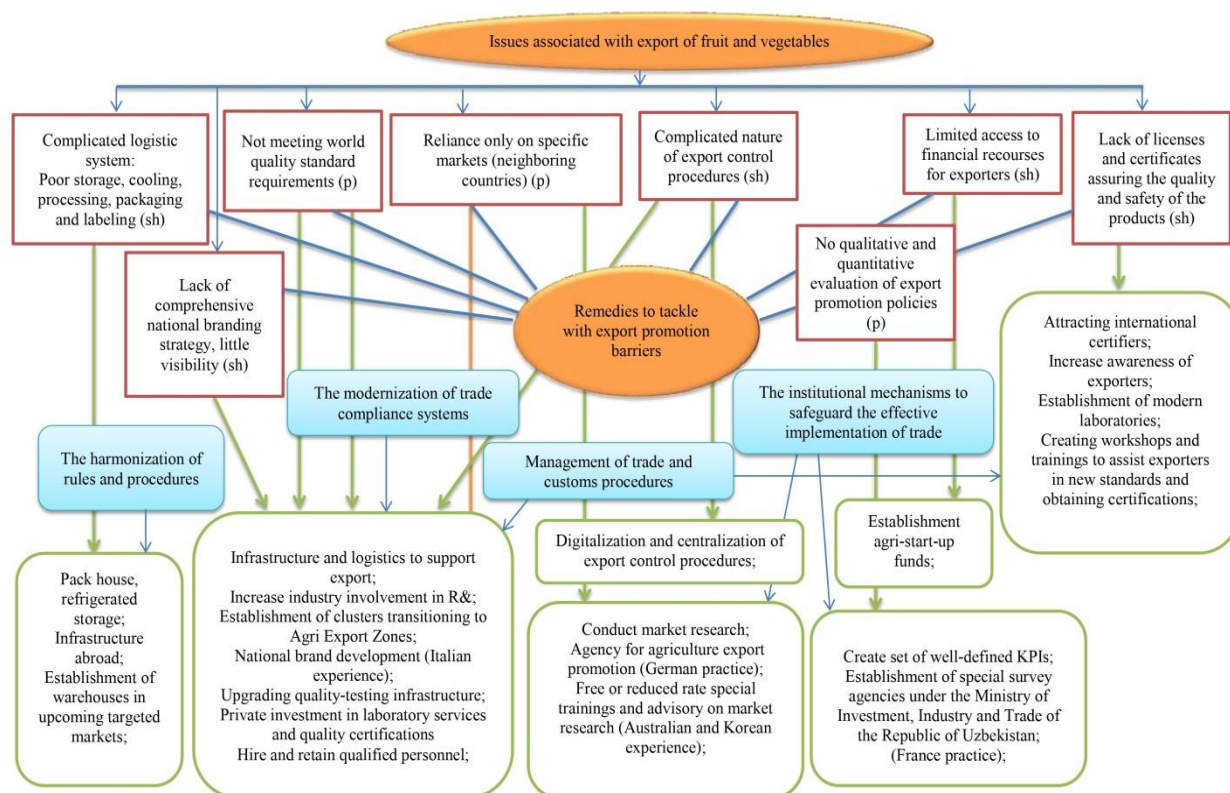 Issues associated with export of fruit and vegetables
Complicated logistic
system:
Poor storage, cooling,
processing, packaging
and labeling (sh)
Not meeting world
quality standard
requirements (p)
Reliance only on specific
markets (neighboring
countries) (p)
Complicated nature
of export control
procedures (sh)
Limited access to
financial recourses
for exporters (sh)
Lack of licenses
and certificates
assuring the quality
and safety of the
products (sh)
Lack of
comprehensive
national branding
strategy, little
visibility (sh)
Remedies to tackle
with export promotion
barriers
No qualitative and
quantitative
evaluation of export
promotion policies
(p)
The harmonization of
rules and procedures
The modernization of trade
compliance systems
Management of trade and
customs procedures
The institutional mechanisms to
safeguard the effective
implementation of trade
Attracting international
certifiers;
Increase awareness of
exporters;
Establishment of modern
laboratories;
Creating workshops and
trainings to assist exporters
in new standards and
obtaining certifications;
Pack house,
refrigerated
storage;
Infrastructure
abroad;
Establishment of
warehouses in
upcoming targeted
markets;
Infrastructure and logistics to support
export;
Increase industry involvement in R&;
Establishment of clusters transitioning to
Agri Export Zones;
National brand development (Italian
experience);
Upgrading quality-testing infrastructure;
Private investment in laboratory services
and quality certifications
Hire and retain qualified personnel;
Digitalization and centralization of
export control procedures;
Conduct market research;
Agency for agriculture export
promotion (German practice);
Free or reduced rate special
trainings and advisory on market
research (Australian and Korean
experience);
Establishment
agri-start-up
funds;
Create set of well-defined KPIs;
Establishment of special survey
agencies under the Ministry of
Investment, Industry and Trade of
the Republic of Uzbekistan;
(France practice);